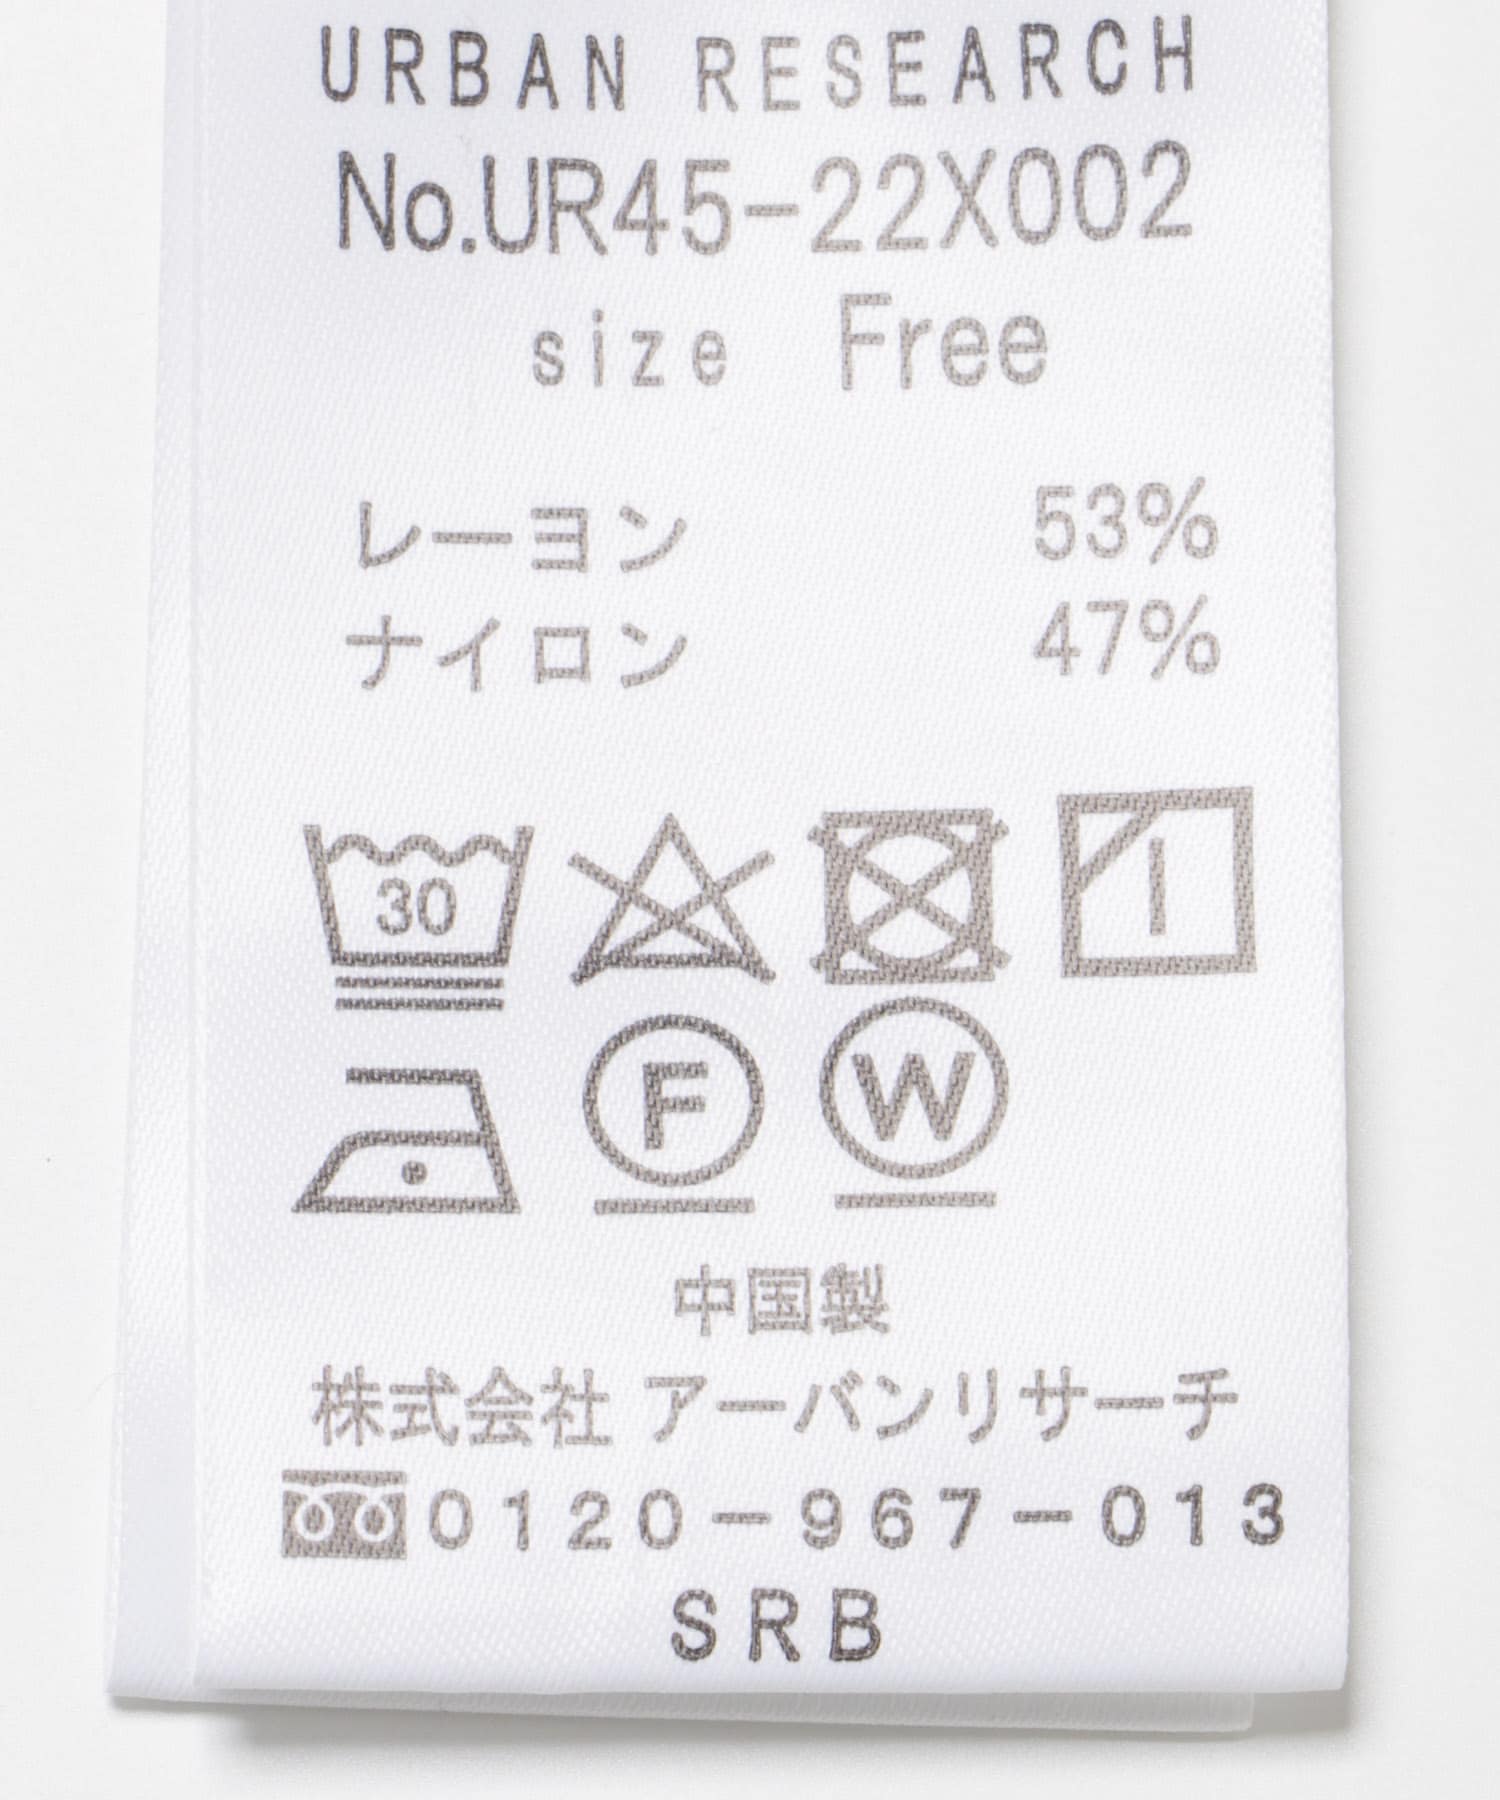 URBAN RESEARCH
No.UR45-22X002
size Free
レーヨン 53%
ナイロン 47%
30
F W
中国製
株式会社 アーバンリサーチ
0120-967-013
SRB